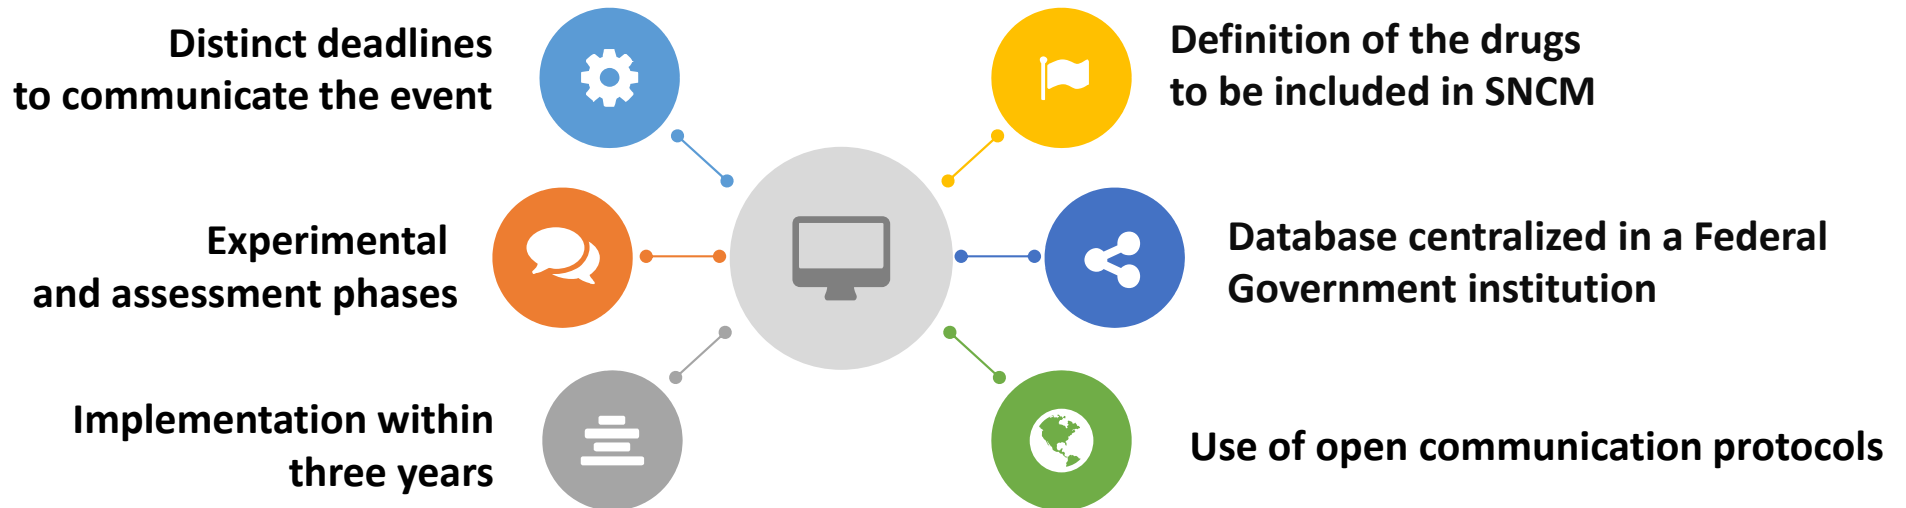 Distinct deadlines
to communicate the event
Experimental
and assessment phases
Implementation within
three years
Definition of the drugs
to be included in SNCM
Database centralized in a Federal
Government institution
Use of open communication protocols